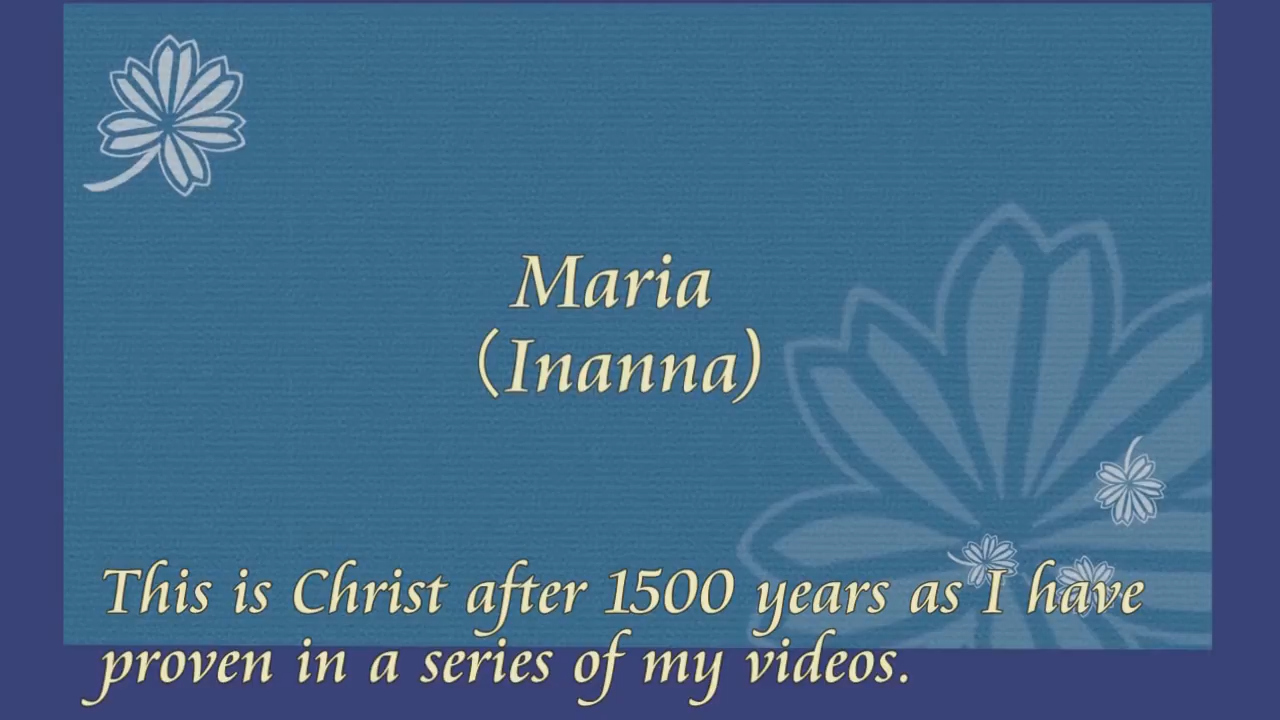 Maria
(Inanna)
This is Christ after 1500 years as I have
proven in a series of my videos.